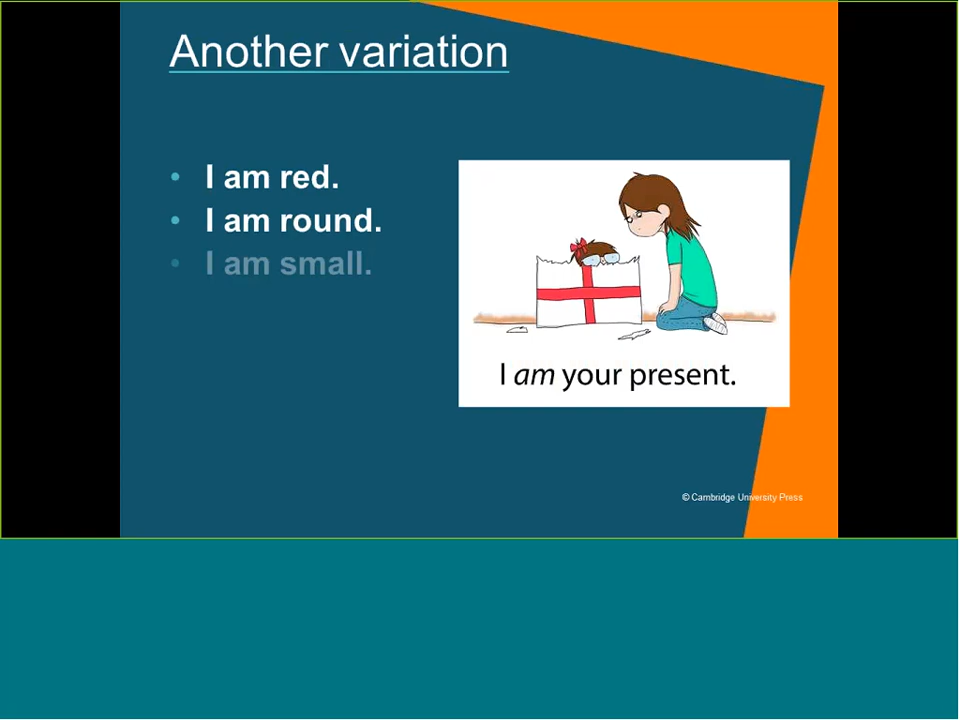 Another variation
• I am red.
• I am round.
• I am small.
I am your present.
© Cambridge University Press